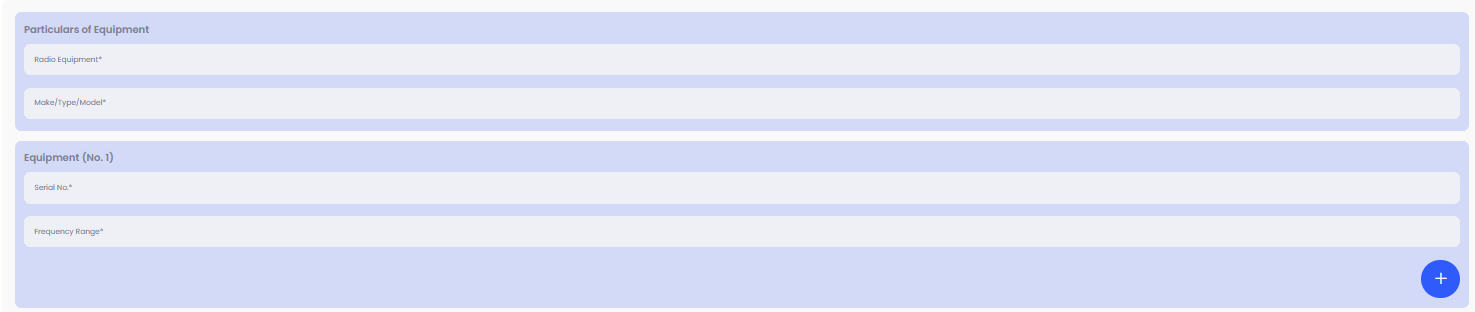 Particulars of Equipment
Radio Equipment*
Make/Type/Model*
Equipment (No. 1)
Serial No.*
Frequency Range*
+